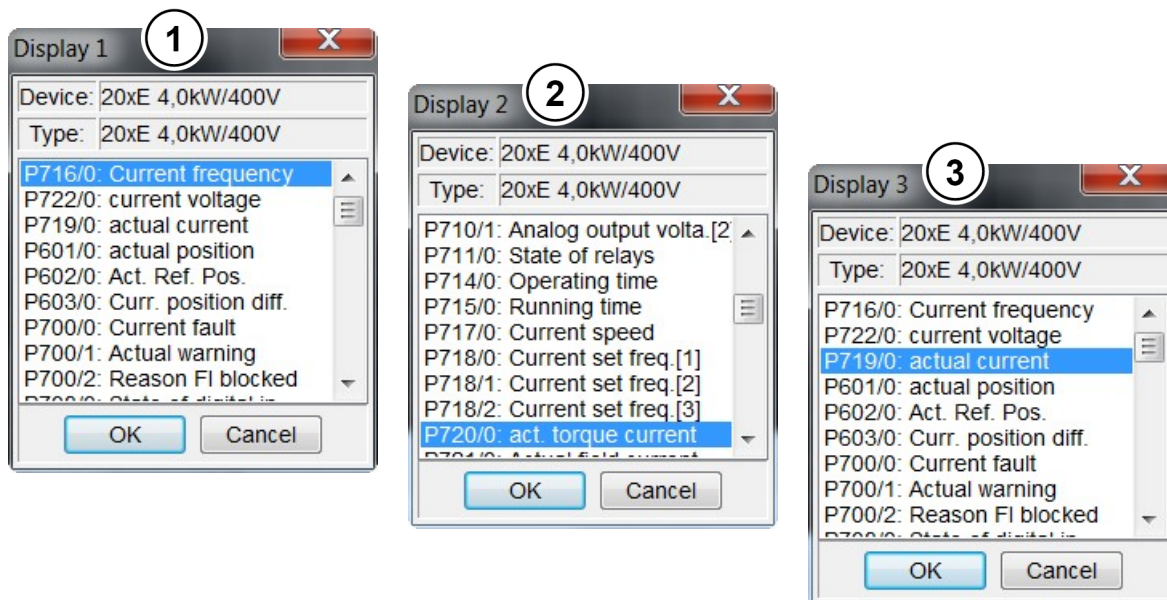 Display 1
1
X
Device: 20xE 4,0kW/400V
Type: 20xE 4,0kW/400V
P716/0: Current frequency
P722/0: current voltage
P719/0: actual current
P601/0: actual position
P602/0: Act. Ref. Pos.
P603/0: Curr. position diff.
P700/0: Current fault
P700/1: Actual warning
P700/2: Reason FI blocked
OK
Cancel
Display 2
2
X
Device: 20xE 4,0kW/400V
Type: 20xE 4,0kW/400V
P710/1: Analog output volta.[2]
P711/0: State of relays
P714/0: Operating time
P715/0: Running time
P717/0: Current speed
P718/0: Current set freq.[1]
P718/1: Current set freq.[2]
P718/2: Current set freq.[3]
P720/0: act. torque current
OK
Cancel
Display 3
3
X
Device: 20xE 4,0kW/400V
Type: 20xE 4,0kW/400V
P716/0: Current frequency
P722/0: current voltage
P719/0: actual current
P601/0: actual position
P602/0: Act. Ref. Pos.
P603/0: Curr. position diff.
P700/0: Current fault
P700/1: Actual warning
P700/2: Reason FI blocked
OK
Cancel